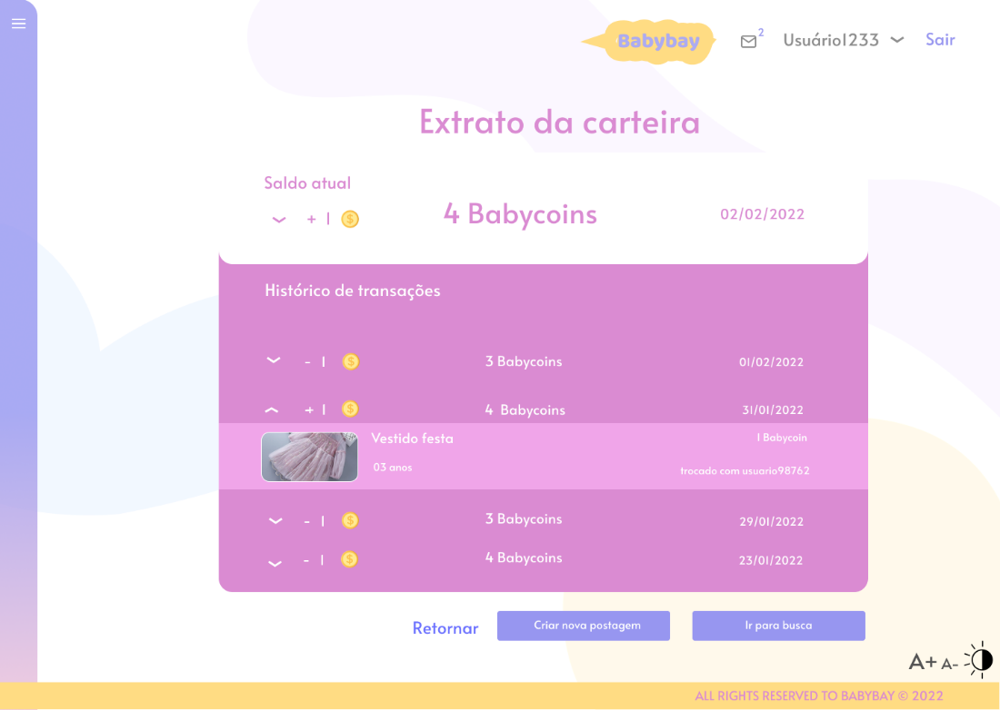 Babybay
2
Usuário1233
Sair
Extrato da carteira
Saldo atual
+ 1 $
4 Babycoins
02/02/2022
Histórico de transações
- 1 $
3 Babycoins
01/02/2022
+ 1 $
4 Babycoins
31/01/2022
Vestido festa
1 Babycoin
03 anos
trocado com usuario98762
- 1 $
3 Babycoins
29/01/2022
- 1 $
4 Babycoins
23/01/2022
Retornar
Criar nova postagem
Ir para busca
A+ A-
ALL RIGHTS RESERVED TO BABYBAY © 2022